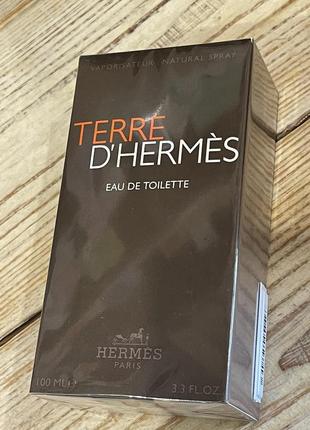 VAPORISATEUR NATURAL SPRAY
TERRE
D'HERMÈS
EAU DE TOILETTE
HERMÈS
PARIS
100 ML℮ 3.3 FL.OZ.